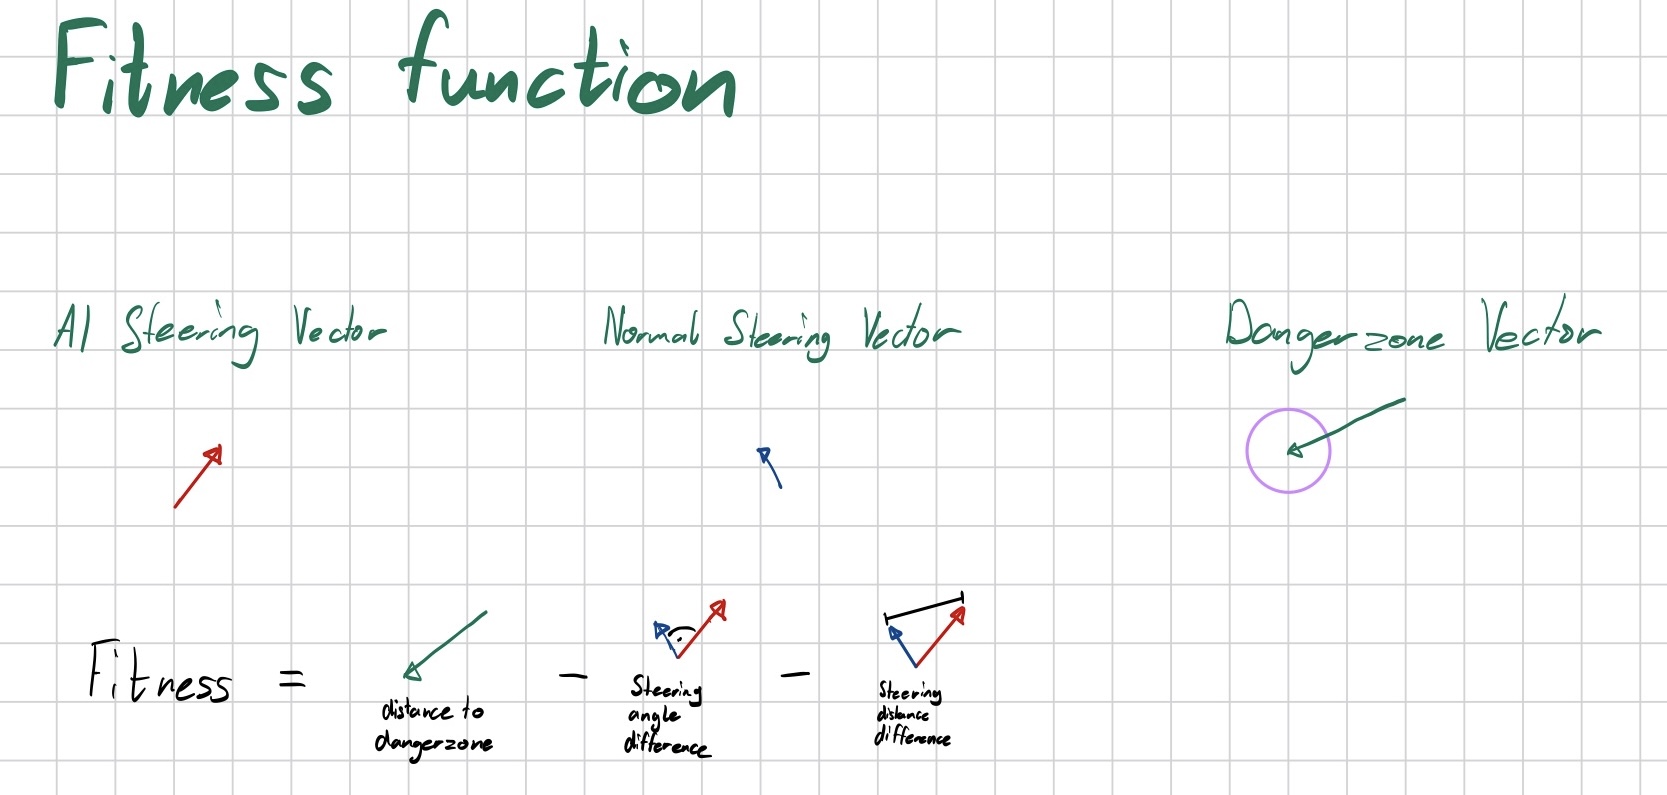 Fitness function
AI Steering Vector
Normal Steering Vector
Dangerzone Vector
Fitness = - -
distance to
dangerzone
Steering
angle
difference
Steering
distance
difference